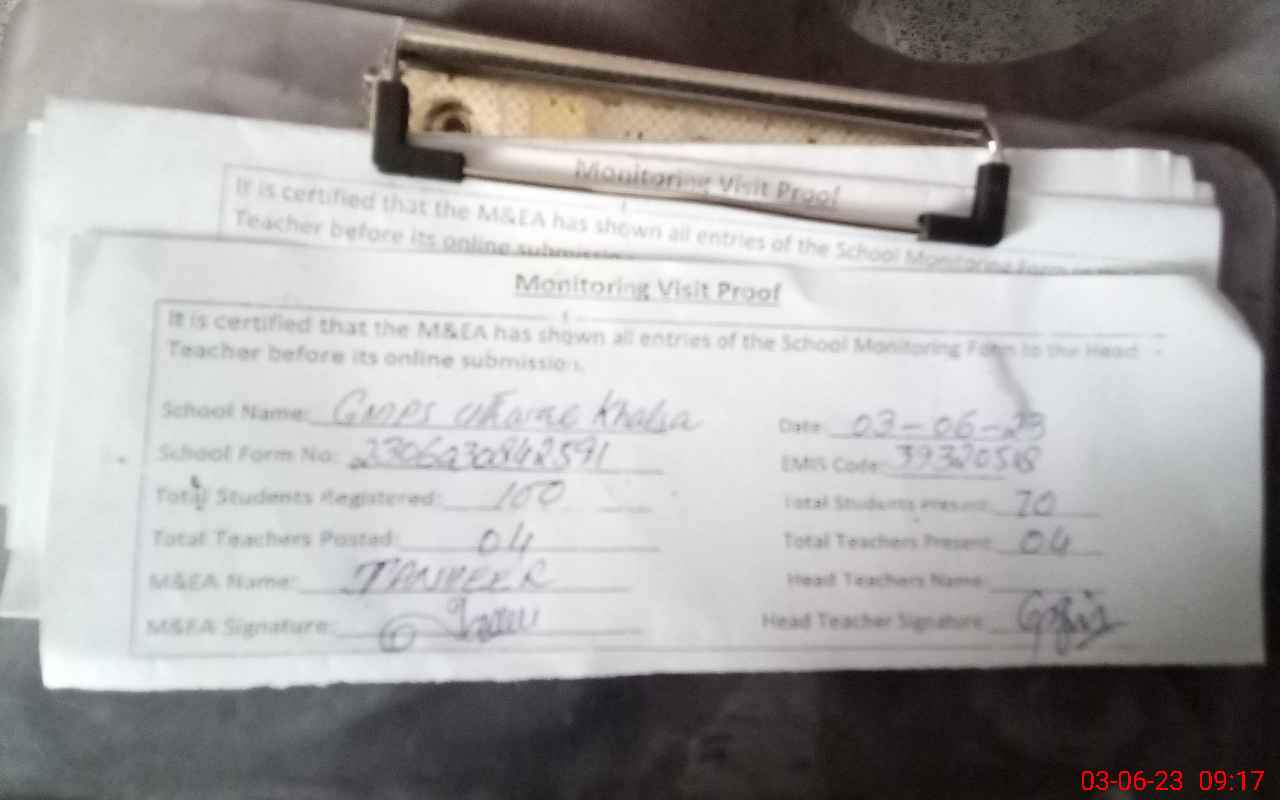 Monitoring Visit Proof
It is certified that the M&EA has shown all entries of the School Monitoring Form to the
Teacher before its online submission.
Monitoring Visit Proof
It is certified that the M&EA has shown all entries of the School Monitoring Form to the Head
Teacher before its online submission.
School Name: GMPS Khalsa Date: 03-06-23
School Form No: EMIS Code: 39320518
Total Students Registered: 100 Total Students Present: 70
Total Teachers Posted: 04 Total Teachers Present: 04
M&EA Name: TANVEER Head Teachers Name:
M&EA Signature: Head Teacher Signature:
03-06-23 09:17